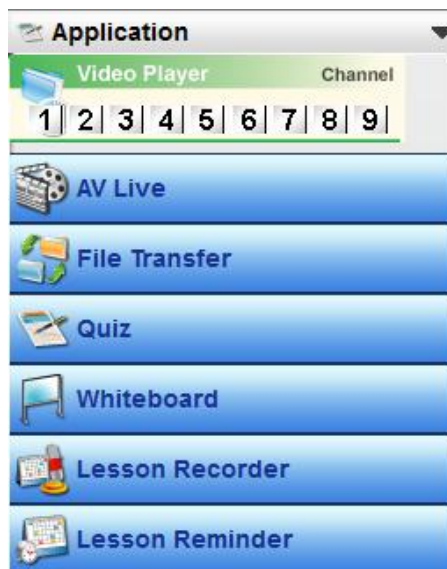 Application
Video Player Channel
1 2 3 4 5 6 7 8 9
AV Live
File Transfer
Quiz
Whiteboard
Lesson Recorder
Lesson Reminder